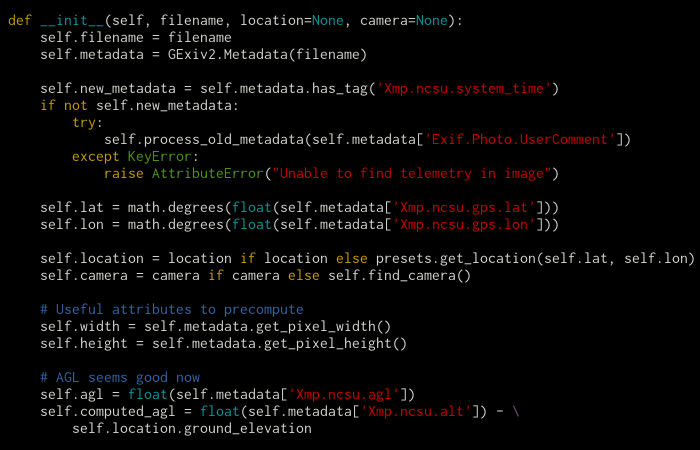 def __init__(self, filename, location=None, camera=None):
    self.filename = filename
    self.metadata = GExiv2.Metadata(filename)

    self.new_metadata = self.metadata.has_tag('Xmp.ncsu.system_time')
    if not self.new_metadata:
        try:
            self.process_old_metadata(self.metadata['Exif.Photo.UserComment'])
        except KeyError:
            raise AttributeError("Unable to find telemetry in image")

    self.lat = math.degrees(float(self.metadata['Xmp.ncsu.gps.lat']))
    self.lon = math.degrees(float(self.metadata['Xmp.ncsu.gps.lon']))

    self.location = location if location else presets.get_location(self.lat, self.lon)
    self.camera = camera if camera else self.find_camera()

    # Useful attributes to precompute
    self.width = self.metadata.get_pixel_width()
    self.height = self.metadata.get_pixel_height()

    # AGL seems good now
    self.agl = float(self.metadata['Xmp.ncsu.agl'])
    self.computed_agl = float(self.metadata['Xmp.ncsu.alt']) - \
        self.location.ground_elevation